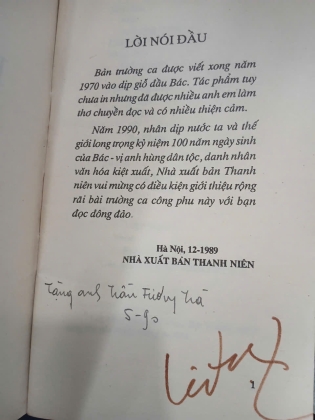 LỜI NÓI ĐẦU
Bản trường ca được viết xong năm
1970 vào dịp giỗ đầu Bác. Tác phẩm tuy
chưa in nhưng đã được nhiều anh em làm
thơ chuyền đọc và có nhiều thiện cảm.
Năm 1990, nhân dịp nước ta và thế
giới long trọng kỷ niệm 100 năm ngày sinh
của Bác - vị anh hùng dân tộc, danh nhân
văn hóa kiệt xuất, Nhà xuất bản Thanh
niên vui mừng có điều kiện giới thiệu rộng
rãi bài trường ca công phu này với bạn
đọc đông đảo.
Hà Nội, 12-1989
NHÀ XUẤT BẢN THANH NIÊN
Tặng anh Trần Phương Trà
5-90